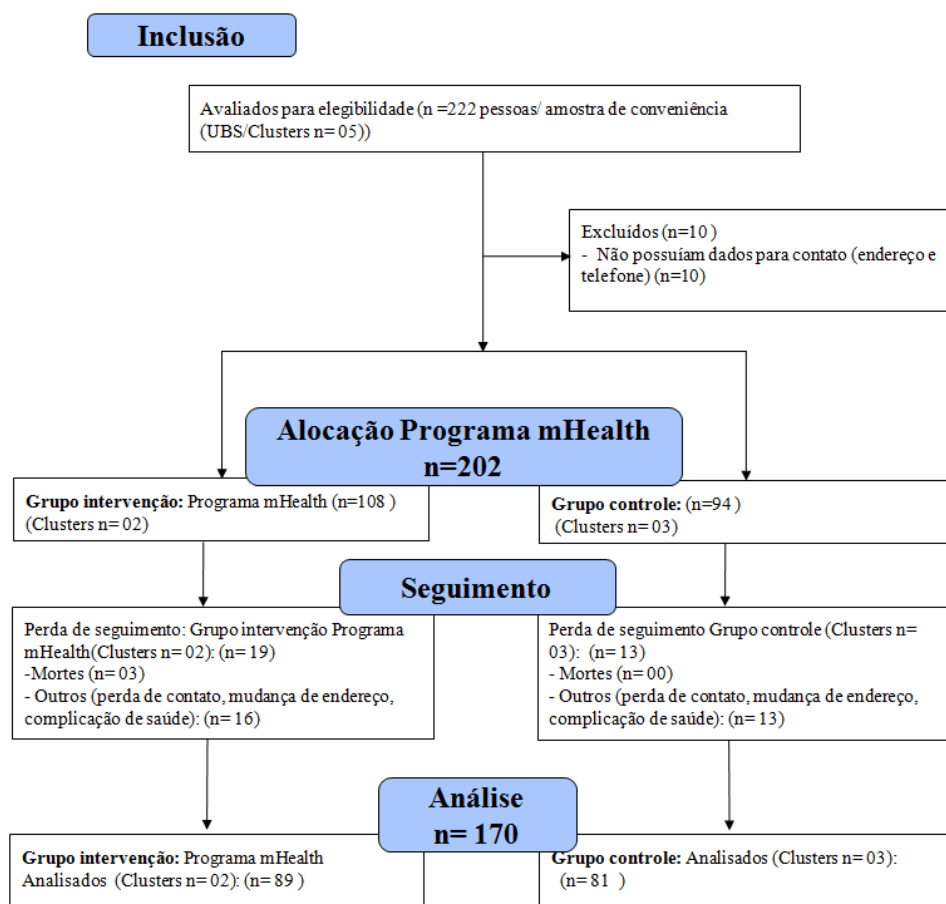 Inclusão
Avaliados para elegibilidade (n =222 pessoas/ amostra de conveniência
(UBS/Clusters n= 05))
Excluídos (n=10 )
- Não possuíam dados para contato (endereço e
telefone) (n=10)
Alocação Programa mHealth
n=202
Grupo intervenção: Programa mHealth (n=108 )
(Clusters n= 02)
Grupo controle: (n=94 )
(Clusters n= 03)
Seguimento
Perda de seguimento: Grupo intervenção Programa
mHealth(Clusters n= 02): (n= 19)
-Mortes (n= 03)
- Outros (perda de contato, mudança de endereço,
complicação de saúde): (n= 16)
Perda de seguimento Grupo controle (Clusters n=
03): (n= 13)
- Mortes (n= 00)
- Outros (perda de contato, mudança de endereço,
complicação de saúde): (n= 13)
Análise
n= 170
Grupo intervenção: Programa mHealth
Analisados (Clusters n= 02): (n= 89 )
Grupo controle: Analisados (Clusters n= 03):
(n= 81 )